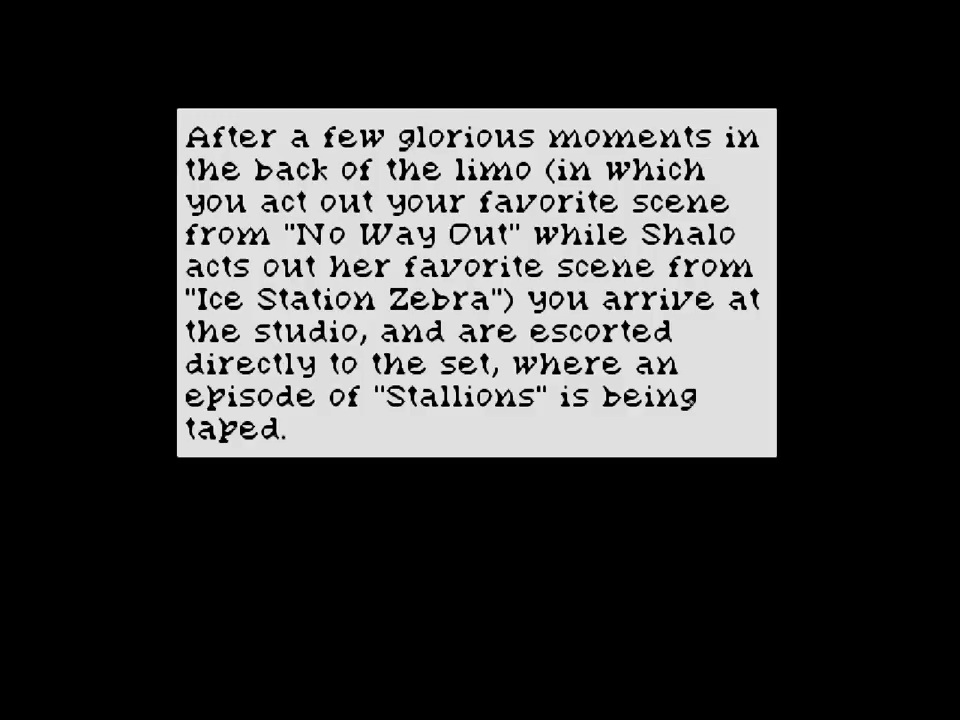 After a few glorious moments in
the back of the limo (in which
you act out your favorite scene
from "No Way Out" while Shalo
acts out her favorite scene from
"Ice Station Zebra") you arrive at
the studio, and are escorted
directly to the set, where an
episode of "Stallions" is being
taped.